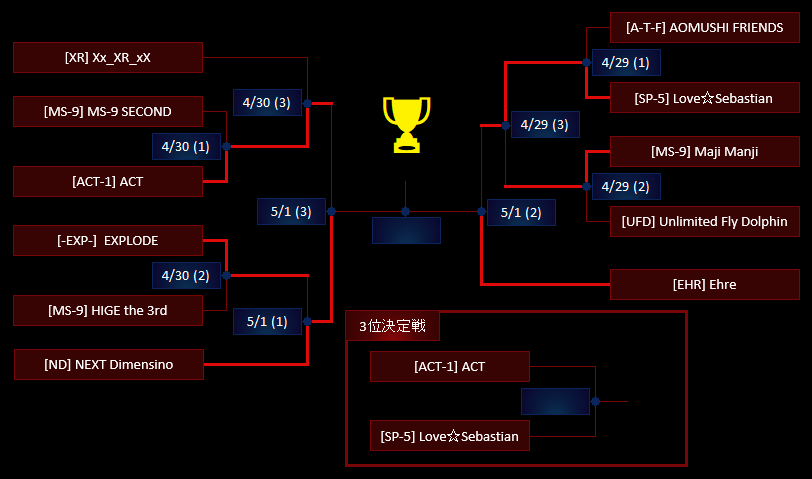 [XR] Xx_XR_xX
4/30 (3)
[MS-9] MS-9 SECOND
4/30 (1)
[ACT-1] ACT
5/1 (3)
[-EXP-] EXPLODE
4/30 (2)
[MS-9] HIGE the 3rd
5/1 (1)
[ND] NEXT Dimensino
[A-T-F] AOMUSHI FRIENDS
4/29 (1)
[SP-5] Love☆Sebastian
4/29 (3)
[MS-9] Maji Manji
4/29 (2)
[UFD] Unlimited Fly Dolphin
5/1 (2)
[EHR] Ehre
3位決定戦
[ACT-1] ACT
[SP-5] Love☆Sebastian